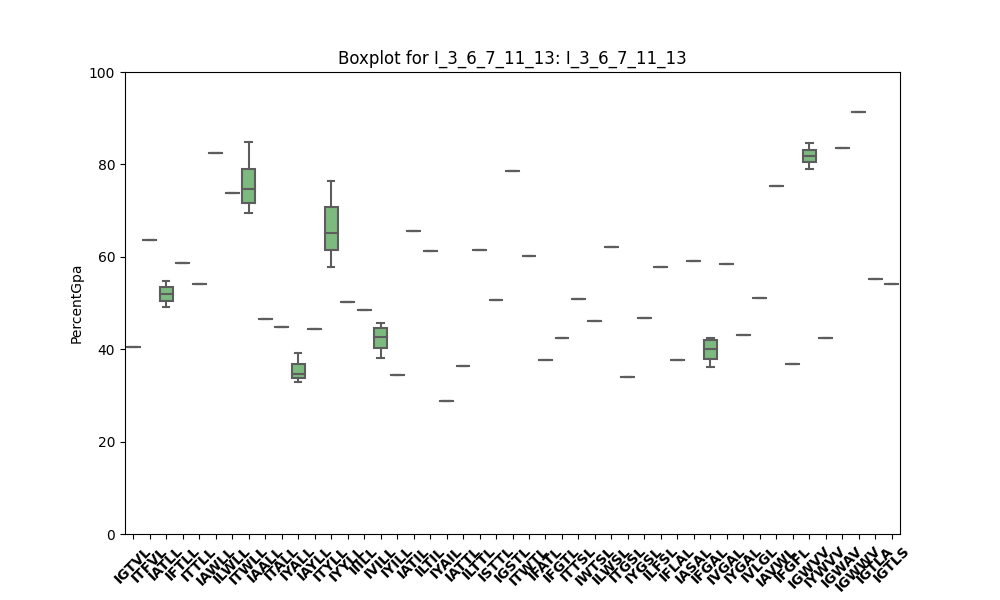 Boxplot for I_3_6_7_11_13: I_3_6_7_11_13
PercentGpa
100
80
60
40
20
0
IGTVL
ITFVL
IATLL
IFTLL
ITTLL
IAWLL
ILWLL
ITWLL
IAALL
ITALL
IYALL
IAYLL
ITYLL
IYYLL
IIILL
IVILL
IYILL
IATIL
ILTIL
IYAIL
IATTL
ILTTL
ISTTL
IGSTL
ITWTL
IFATL
IFGTL
ITTSL
IWTSL
ILWSL
ITGSL
IYGSL
ILFSL
IFLAL
IASAL
IFGAL
IVGAL
IYGAL
IVLGL
IAYWL
IFGFL
IGWVV
IYWVV
IGWAV
IGWWV
IGTLA
IGTLS